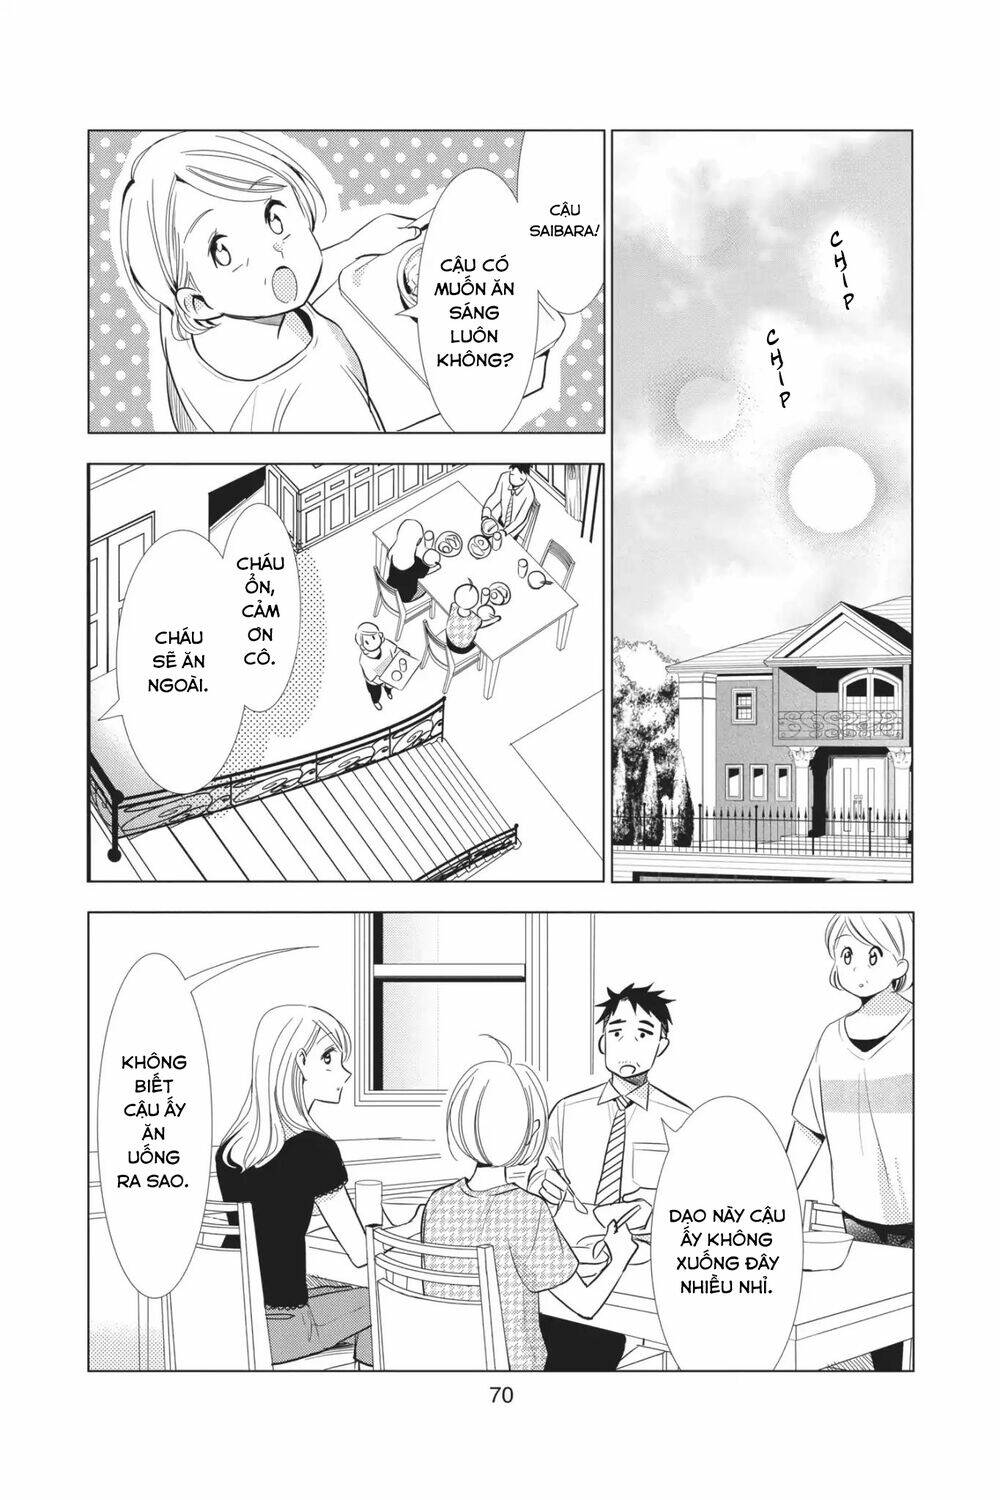 CHIP
CHIP
CẬU
SAIBARA!
CẬU CÓ
MUỐN ĂN
SÁNG
LUÔN
KHÔNG?
CHÁU
ỔN,
CẢM
ƠN
CÔ.
CHÁU
SẼ ĂN
NGOÀI.
DẠO NÀY CẬU
ẤY KHÔNG
XUỐNG ĐÂY
NHIỀU NHỈ.
KHÔNG
BIẾT
CẬU ẤY
ĂN
UỐNG
RA SAO.
70